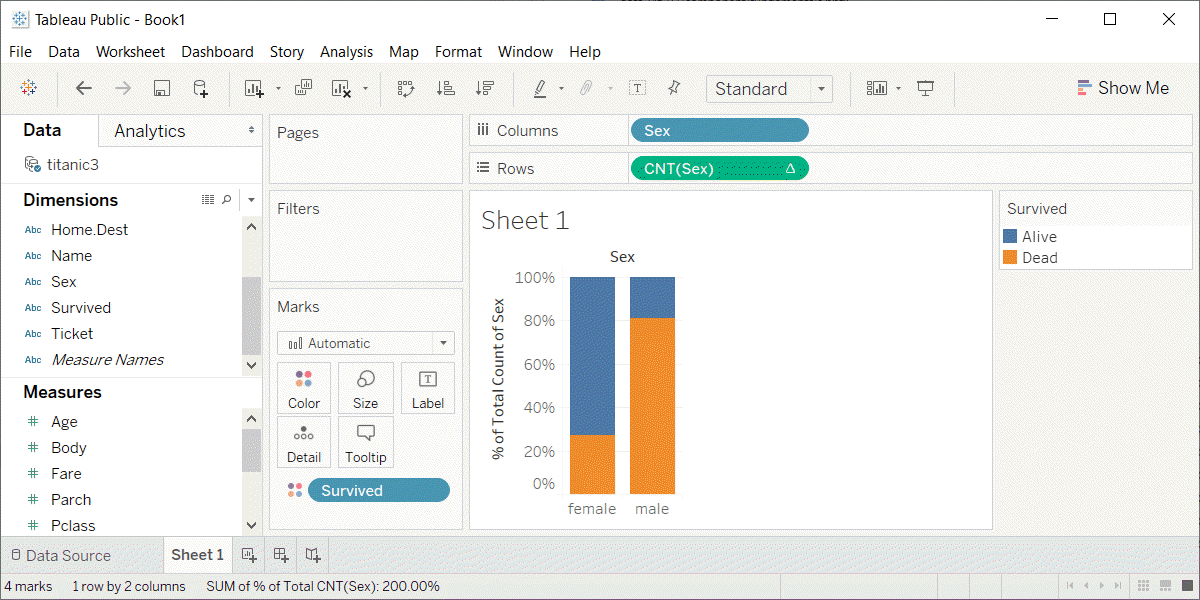 Tableau Public - Book1
File Data Worksheet Dashboard Story Analysis Map Format Window Help
Standard
Show Me
Data
Analytics
titanic3
Dimensions
Abc Home.Dest
Abc Name
Abc Sex
Abc Survived
Abc Ticket
Abc Measure Names
Measures
# Age
# Body
# Fare
# Parch
# Pclass
Pages
Filters
Marks
Automatic
Color Size T Label
Detail Tooltip
Survived
Columns Sex
Rows CNT(Sex) Δ
Sheet 1
Sex
100%
80%
60%
40%
20%
0%
% of Total Count of Sex
female male
Survived
Alive
Dead
Data Source Sheet 1
4 marks 1 row by 2 columns SUM of % of Total CNT(Sex): 200.00%